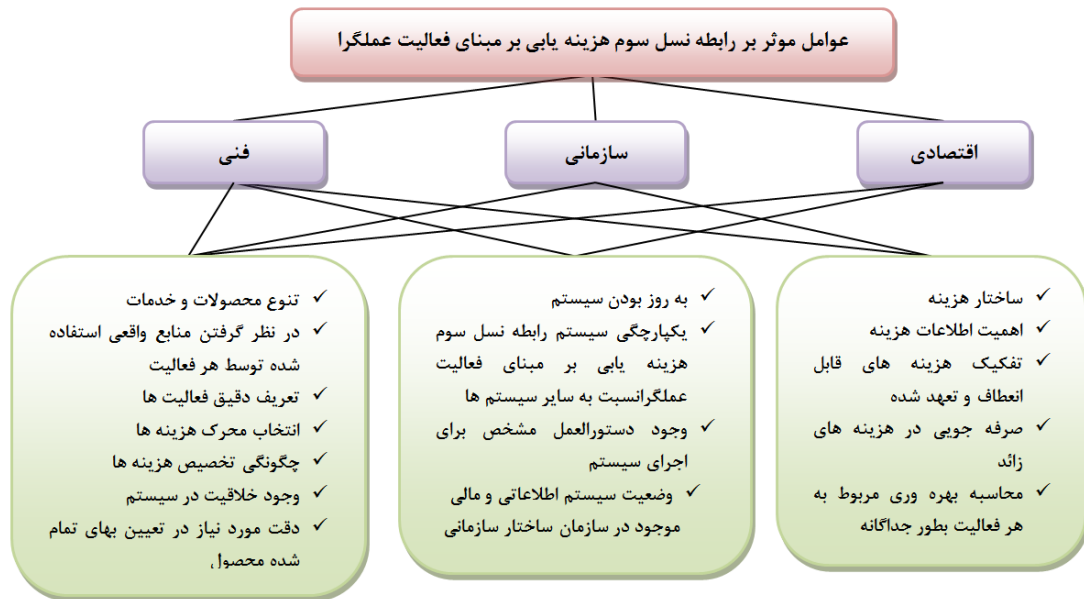 عوامل موثر بر رابطه نسل سوم هزینه یابی بر مبنای فعالیت عملگرا
اقتصادی
سازمانی
فنی
✓ ساختار هزینه
✓ اهمیت اطلاعات هزینه
✓ تفکیک هزینه های قابل
انعطاف و تعهد شده
✓ صرفه جویی در هزینه های
زائد
✓ محاسبه بهره وری مربوط به
هر فعالیت بطور جداگانه
✓ به روز بودن سیستم
✓ یکپارچگی سیستم رابطه نسل سوم
هزینه یابی بر مبنای فعالیت
عملگرانسبت به سایر سیستم ها
✓ وجود دستورالعمل مشخص برای
اجرای سیستم
✓ وضعیت سیستم اطلاعاتی و مالی
موجود در سازمان ساختار سازمانی
✓ تنوع محصولات و خدمات
✓ در نظر گرفتن منابع واقعی استفاده
شده توسط هر فعالیت
✓ تعریف دقیق فعالیت ها
✓ انتخاب محرک هزینه ها
✓ چگونگی تخصیص هزینه ها
✓ وجود خلاقیت در سیستم
✓ دقت مورد نیاز در تعیین بهای تمام
شده محصول